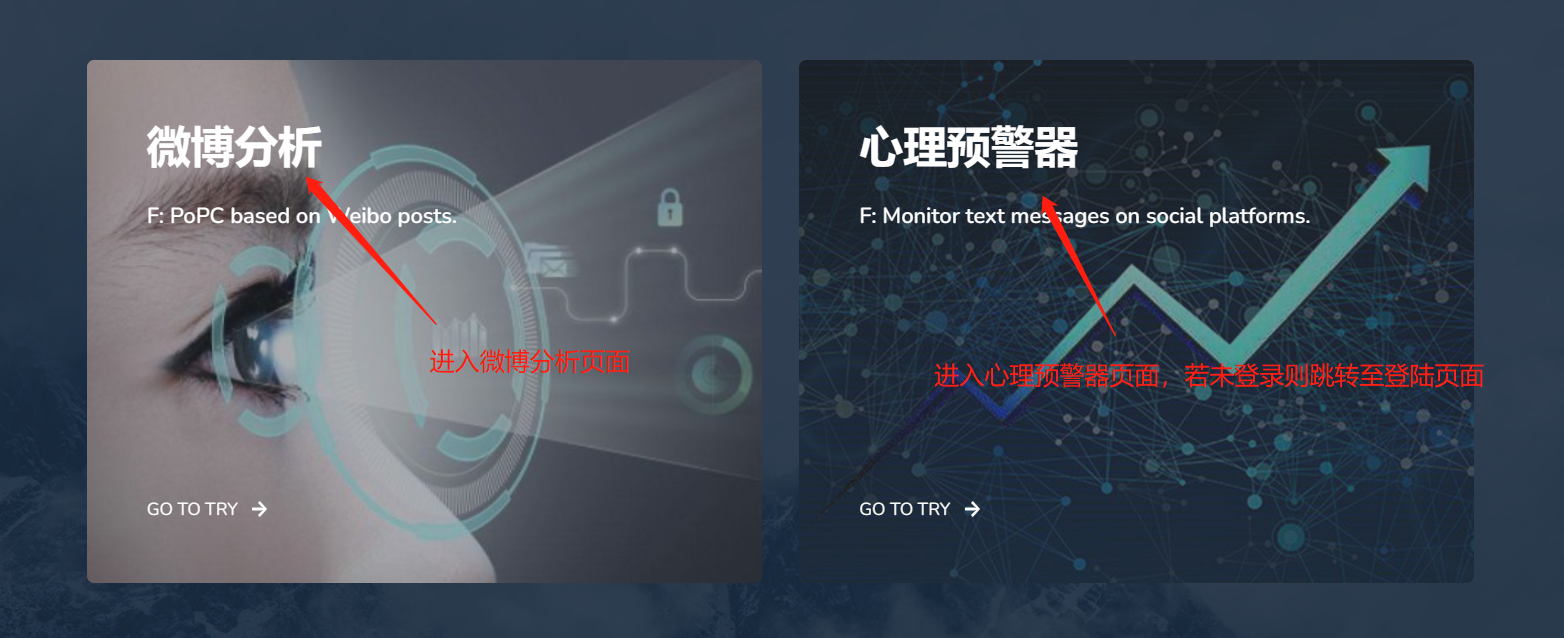 微博分析
F: PoPC based on Weibo posts.
进入微博分析页面
GO TO TRY
心理预警器
F: Monitor text messages on social platforms.
进入心理预警器页面，若未登录则跳转至登陆页面
GO TO TRY